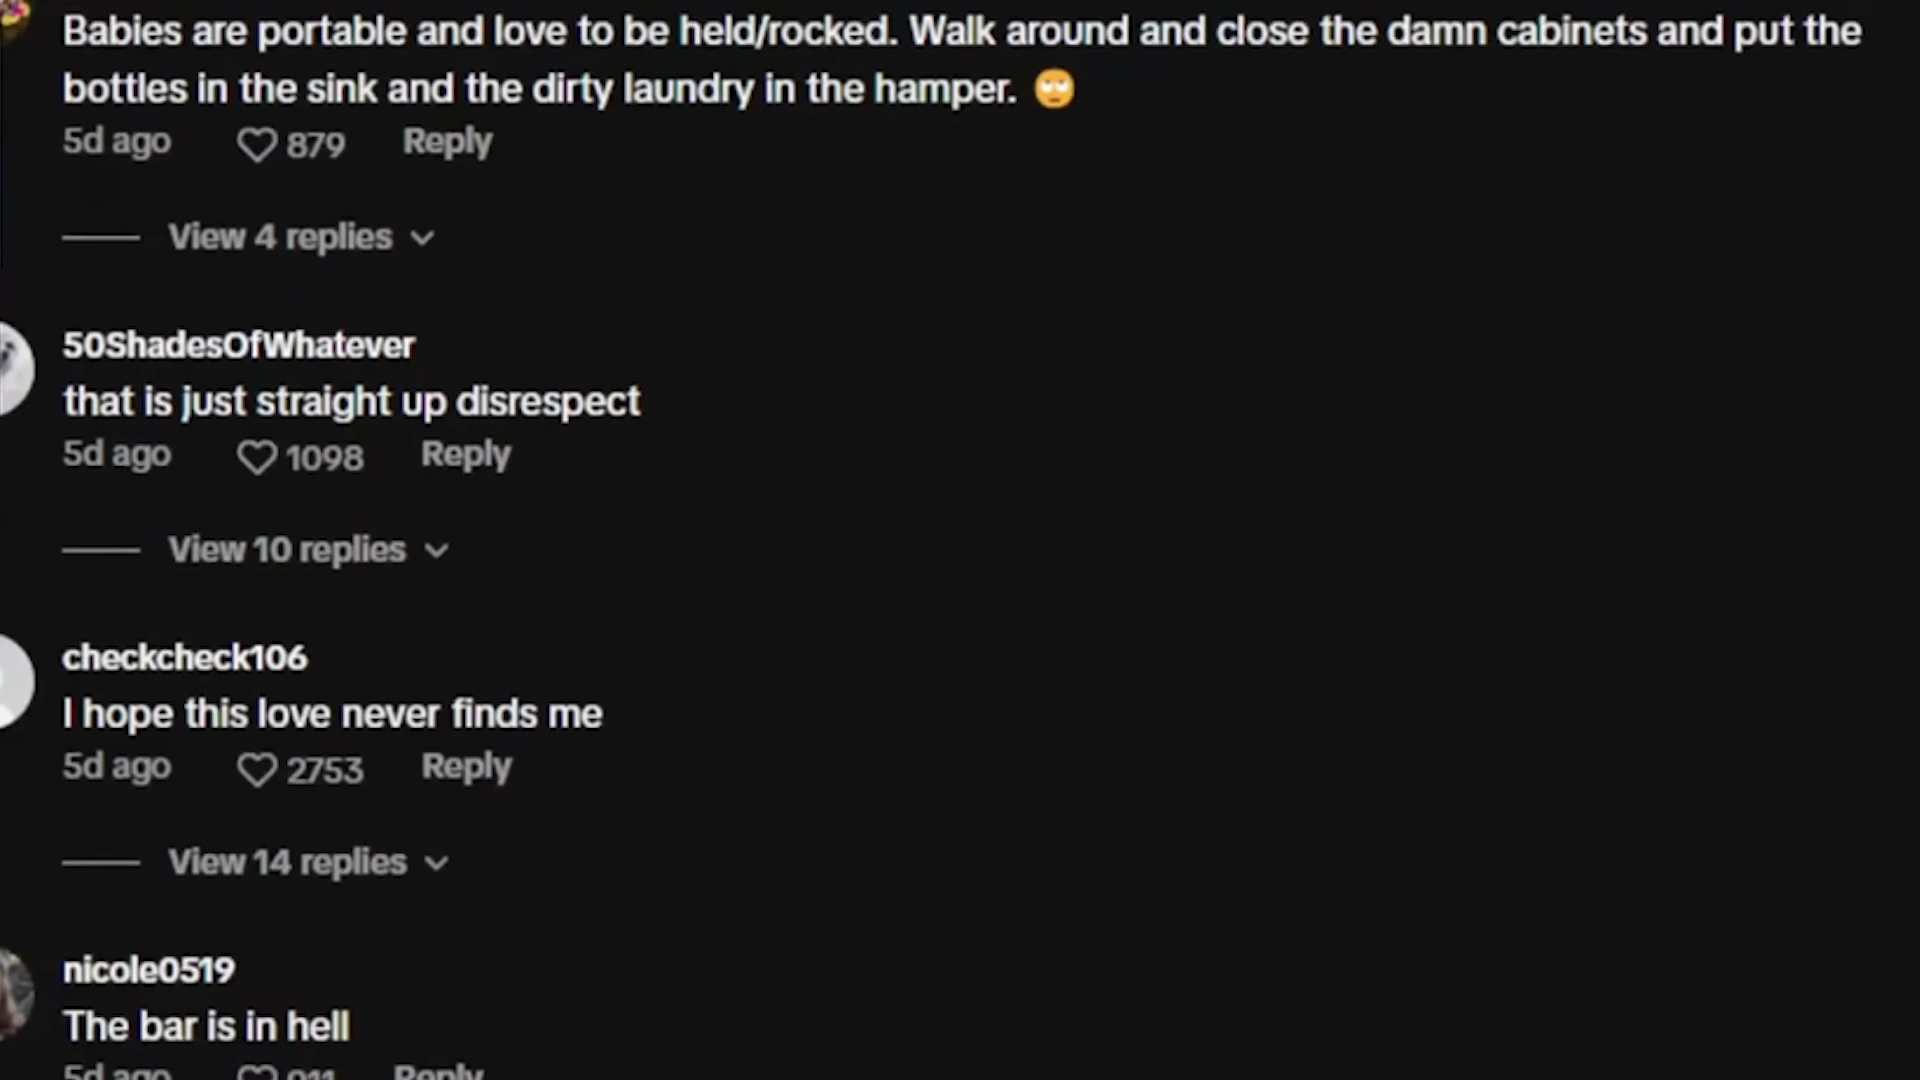 Babies are portable and love to be held/rocked. Walk around and close the damn cabinets and put the
bottles in the sink and the dirty laundry in the hamper. 🙄
5d ago 879 Reply
View 4 replies
50ShadesOfWhatever
that is just straight up disrespect
5d ago 1098 Reply
View 10 replies
checkcheck106
I hope this love never finds me
5d ago 2753 Reply
View 14 replies
nicole0519
The bar is in hell
5d ago 911 Reply